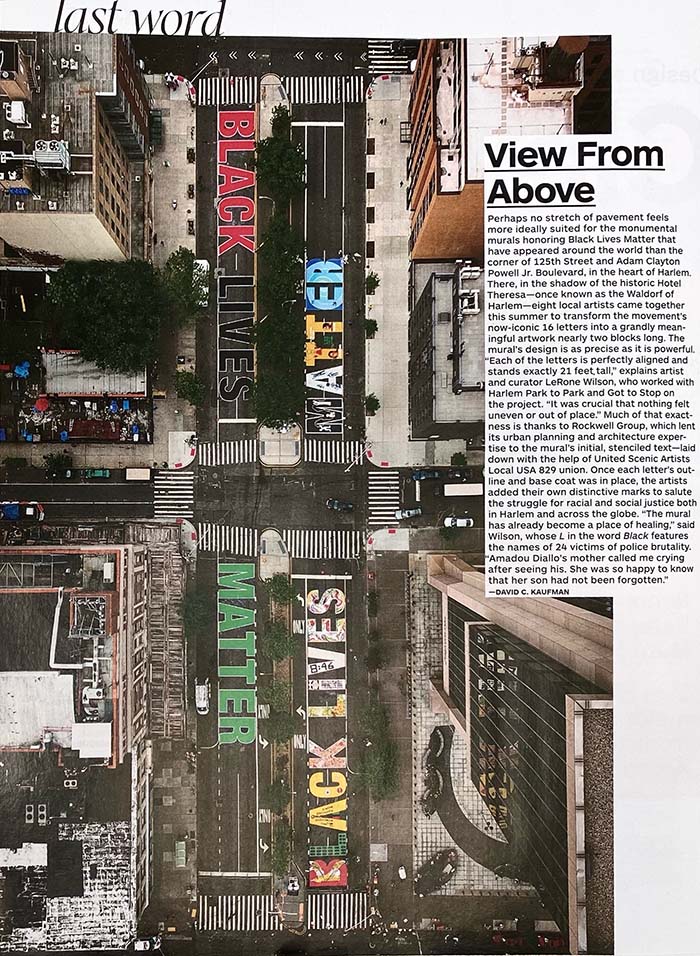 last word
View From
Above
Perhaps no stretch of pavement feels
more ideally suited for the monumental
murals honoring Black Lives Matter that
have appeared around the world than the
corner of 125th Street and Adam Clayton
Powell Jr. Boulevard, in the heart of Harlem.
There, in the shadow of the historic Hotel
Theresa—once known as the Waldorf of
Harlem—eight local artists came together
this summer to transform the movement's
now-iconic 16 letters into a grandly mean-
ingful artwork nearly two blocks long. The
mural's design is as precise as it is powerful.
"Each of the letters is perfectly aligned and
stands exactly 21 feet tall," explains artist
and curator LeRone Wilson, who worked with
Harlem Park to Park and Got to Stop on
the project. "It was crucial that nothing felt
uneven or out of place." Much of that exact-
ness is thanks to Rockwell Group, which lent
its urban planning and architecture exper-
tise to the mural's initial, stenciled text—laid
down with the help of United Scenic Artists
Local USA 829 union. Once each letter's out-
line and base coat was in place, the artists
added their own distinctive marks to salute
the struggle for racial and social justice both
in Harlem and across the globe. "The mural
has already become a place of healing," said
Wilson, whose L in the word Black features
the names of 24 victims of police brutality.
"Amadou Diallo's mother called me crying
after seeing his. She was so happy to know
that her son had not been forgotten."
—DAVID C. KAUFMAN
BLACK LIVES
MATTER
BLACK LIVES
8:46
MATTER
ONLY
ONLY